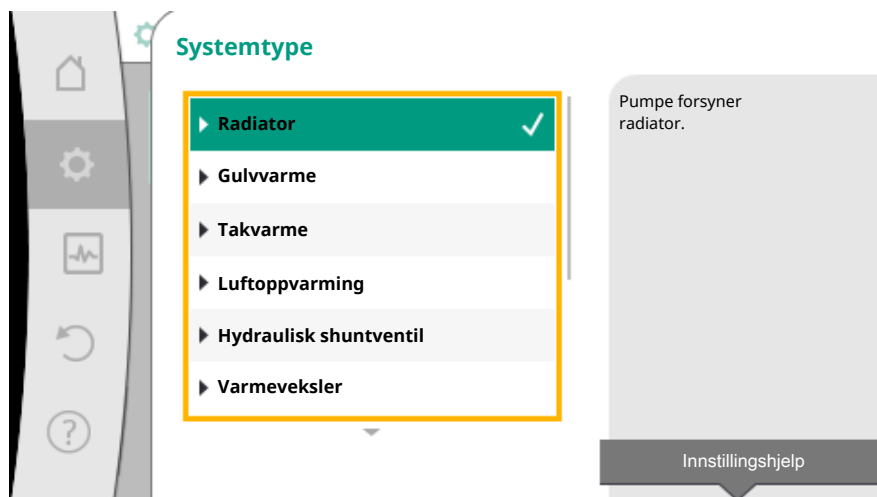 Systemtype
Radiator
Gulvvarme
Takvarme
Luftoppvarming
Hydraulisk shuntventil
Varmeveksler
Pumpe forsyner
radiator.
Innstillingshjelp